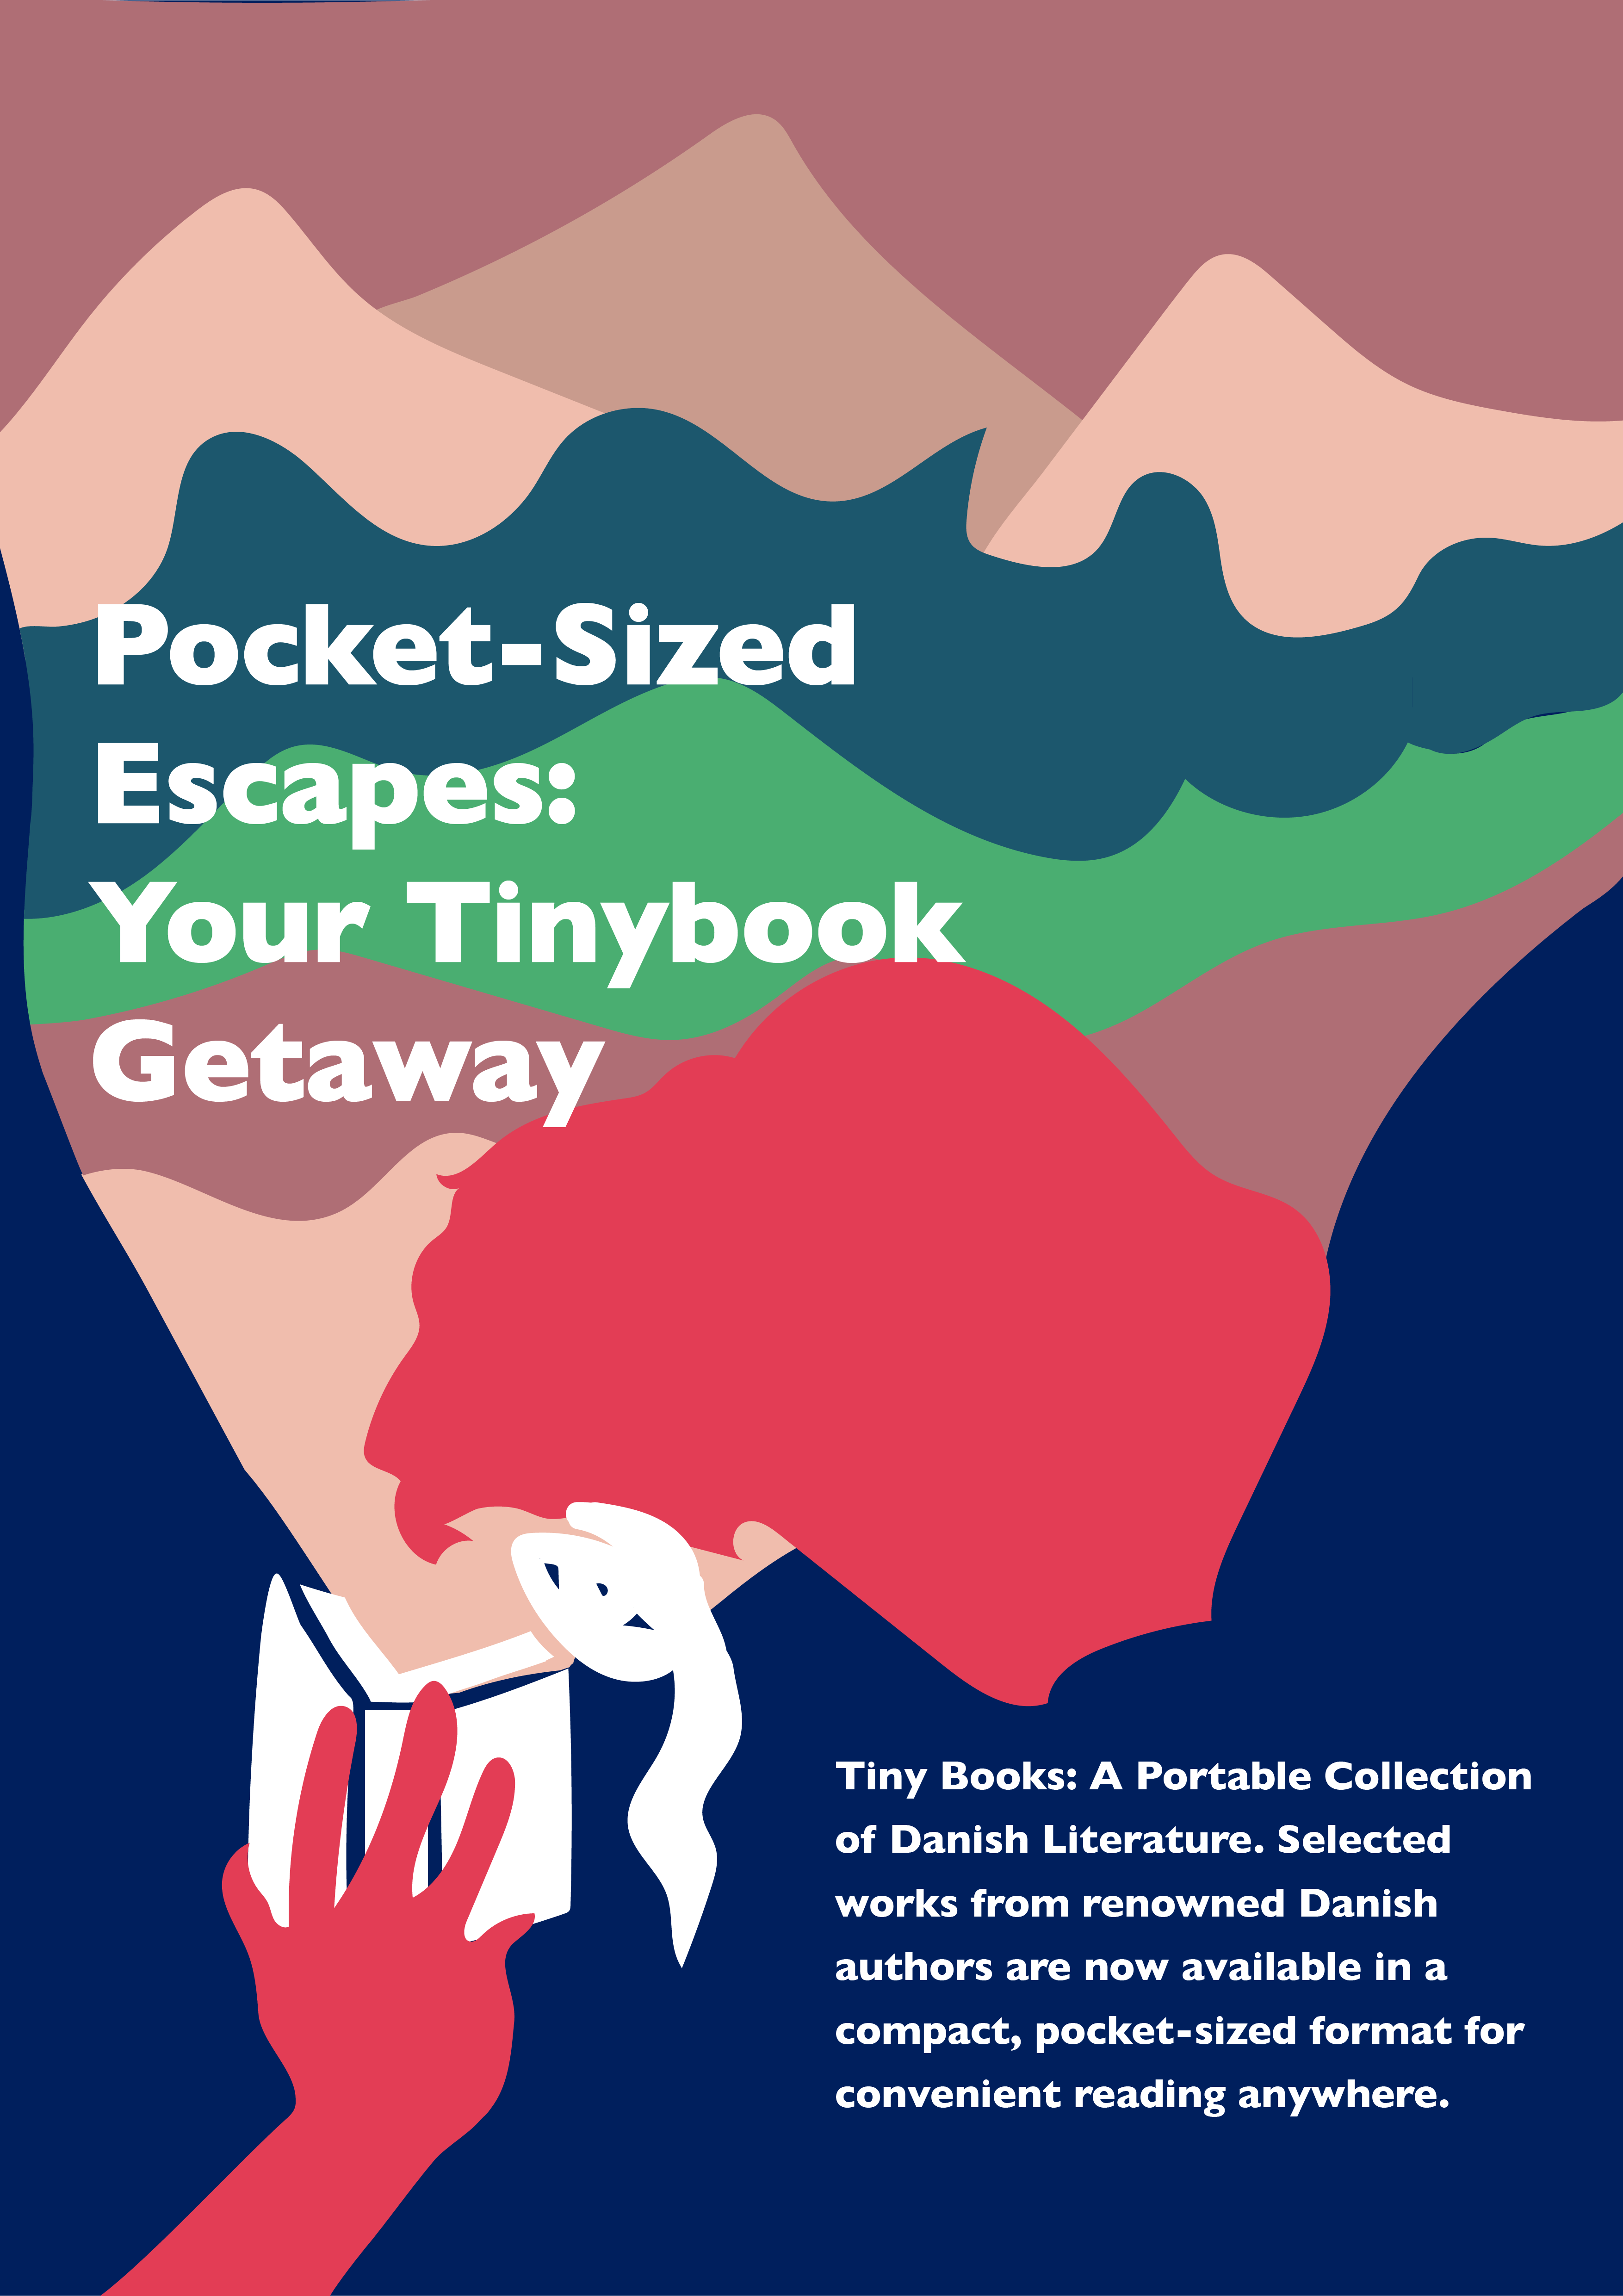 Pocket-Sized
Escapes:
Your Tinybook
Getaway
Tiny Books: A Portable Collection
of Danish Literature. Selected
works from renowned Danish
authors are now available in a
compact, pocket-sized format for
convenient reading anywhere.